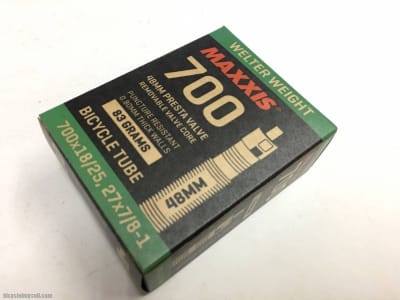 WELTER WEIGHT
MAXXIS
700
48MM PRESTA VALVE
REMOVABLE VALVE CORE
PUNCTURE RESISTANT
0.80MM THICK WALLS
83 GRAMS
BICYCLE TUBE
48MM
700x18/25, 27x7/8-1